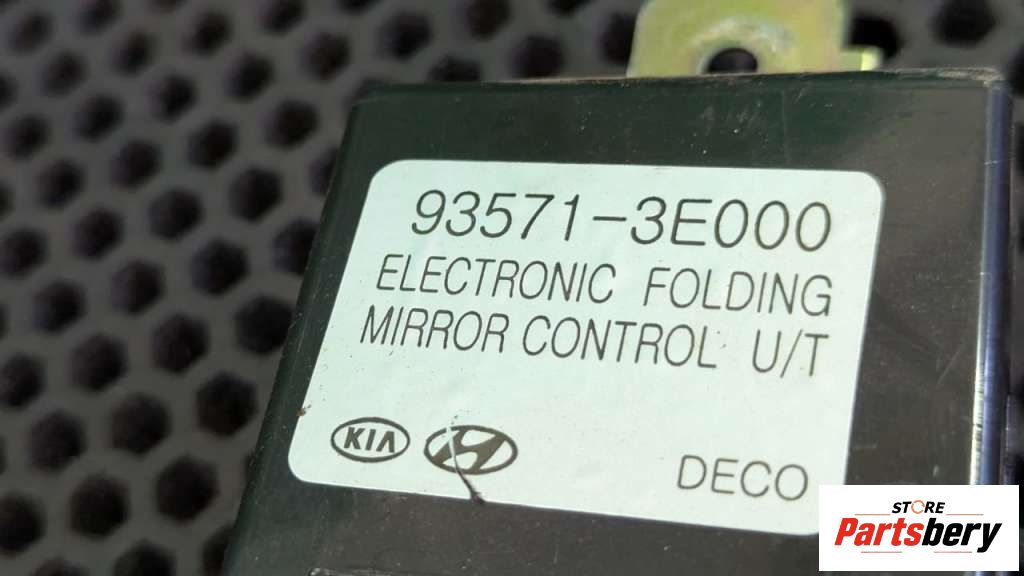 93571-3E000
ELECTRONIC FOLDING
MIRROR CONTROL U/T
KIA
DECO
STORE
Partsbery